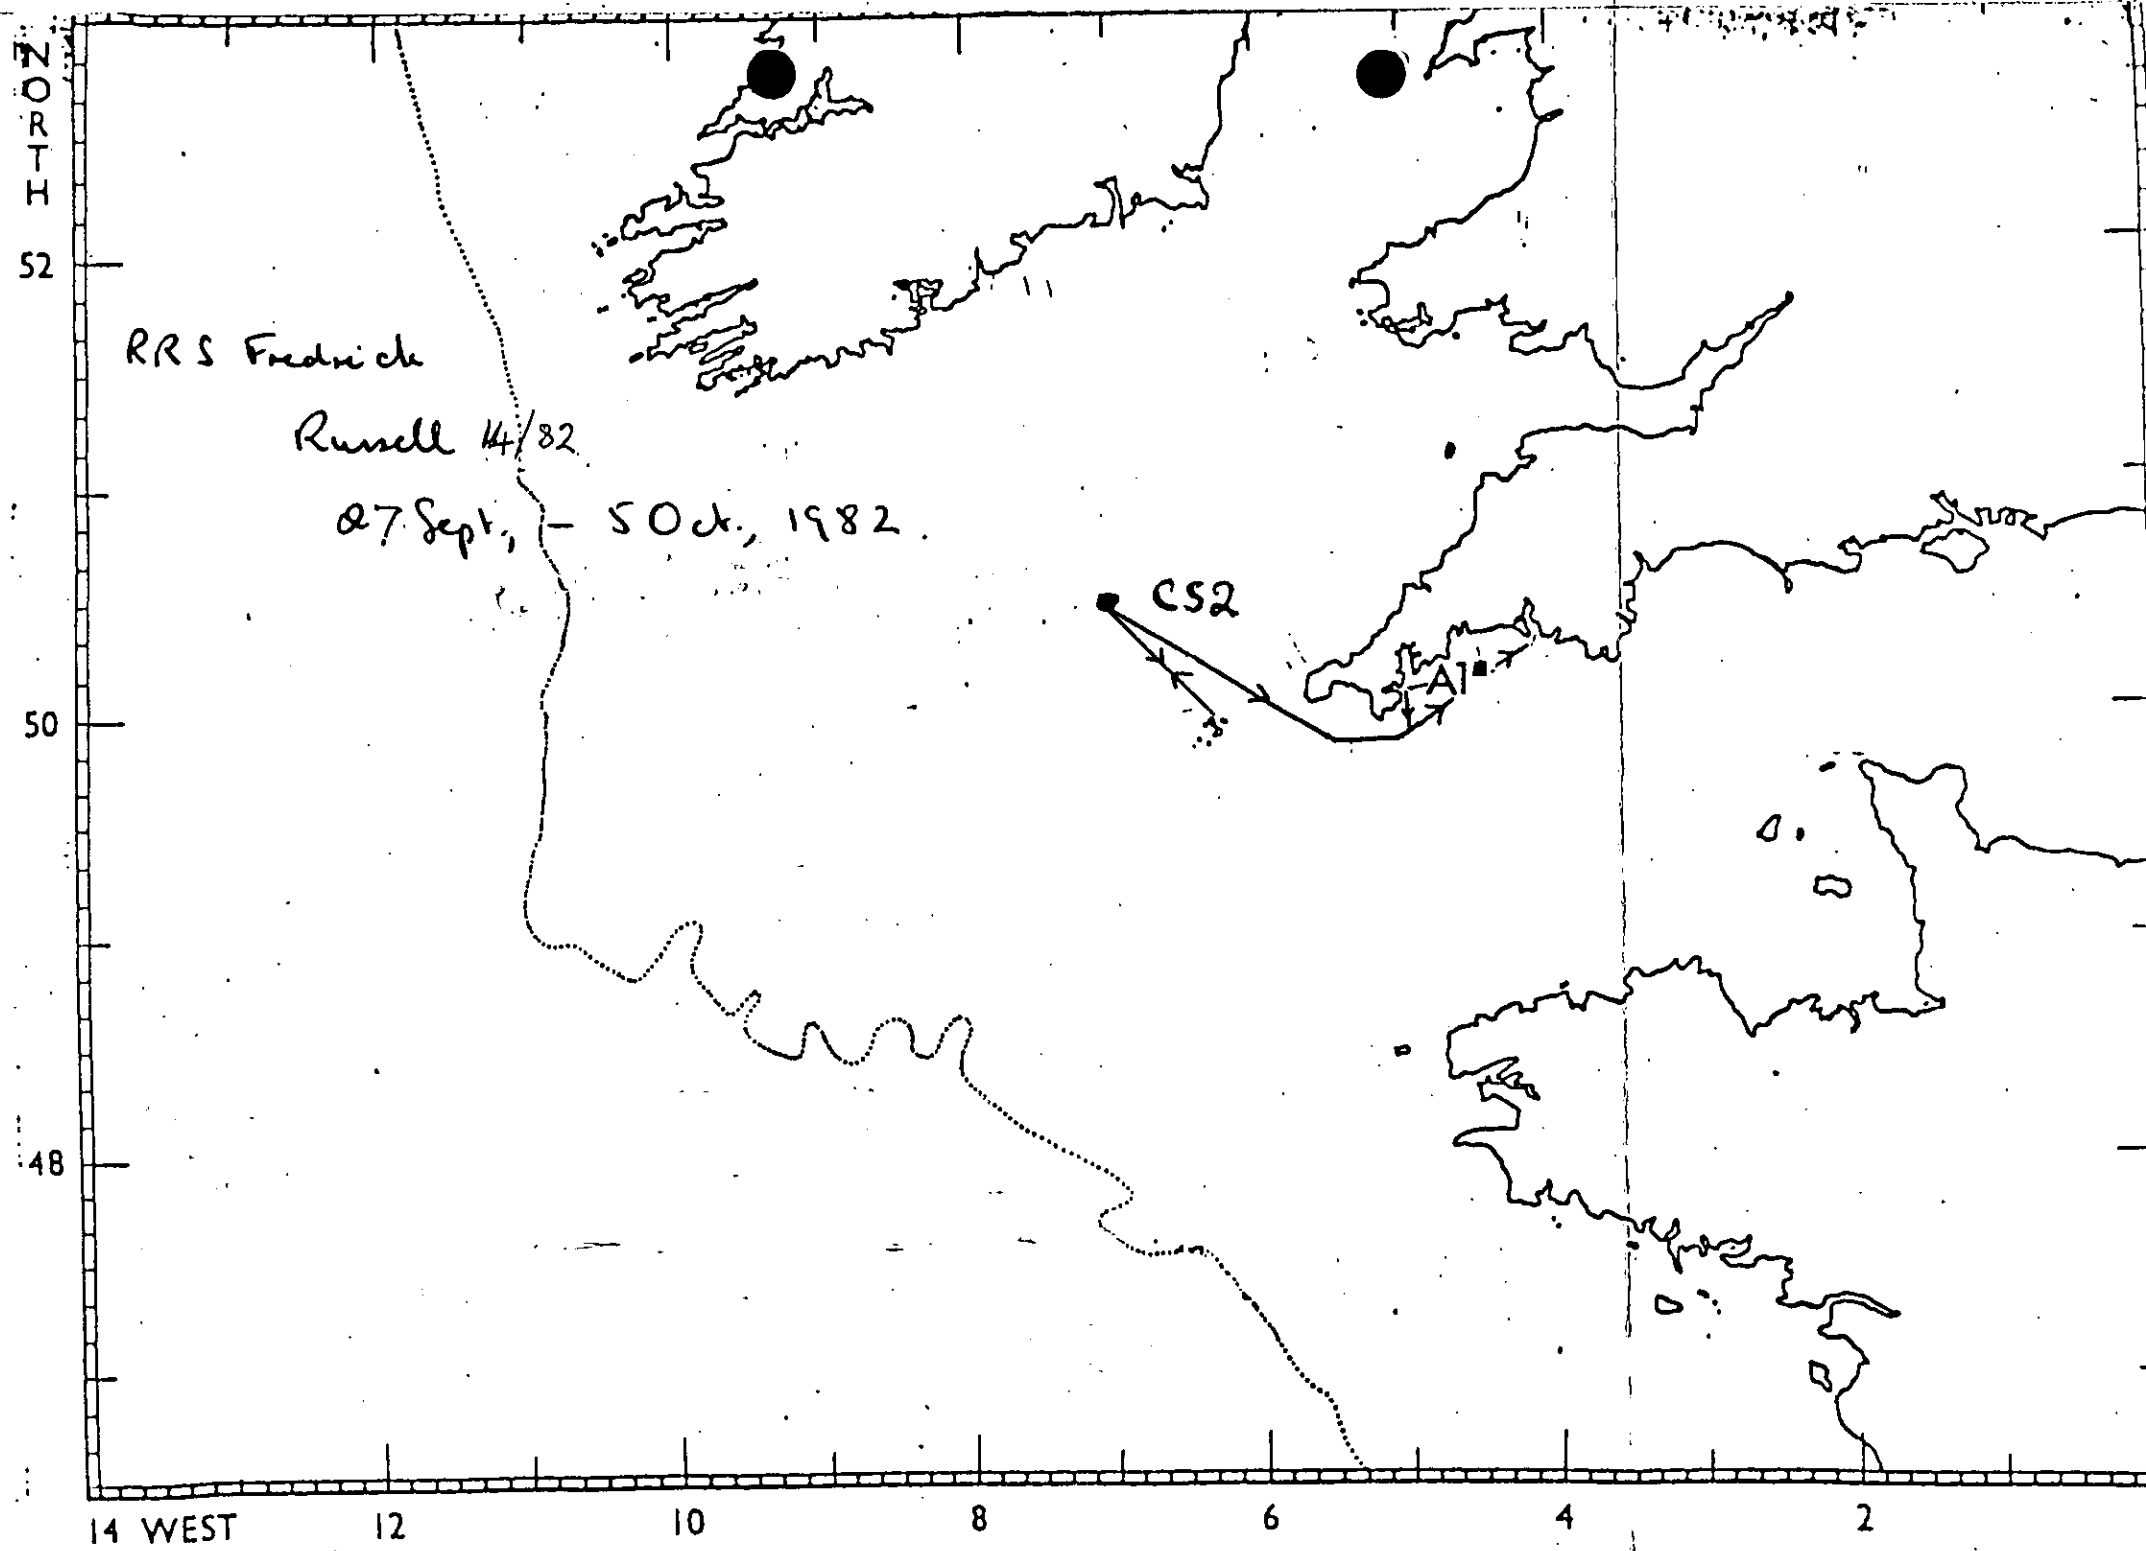 NORTH
52
RRS Fredrick
Russell 14/82
27 Sept., – 5 Oct., 1982
CS2
A1
50
48
14 WEST 12 10 8 6 4 2